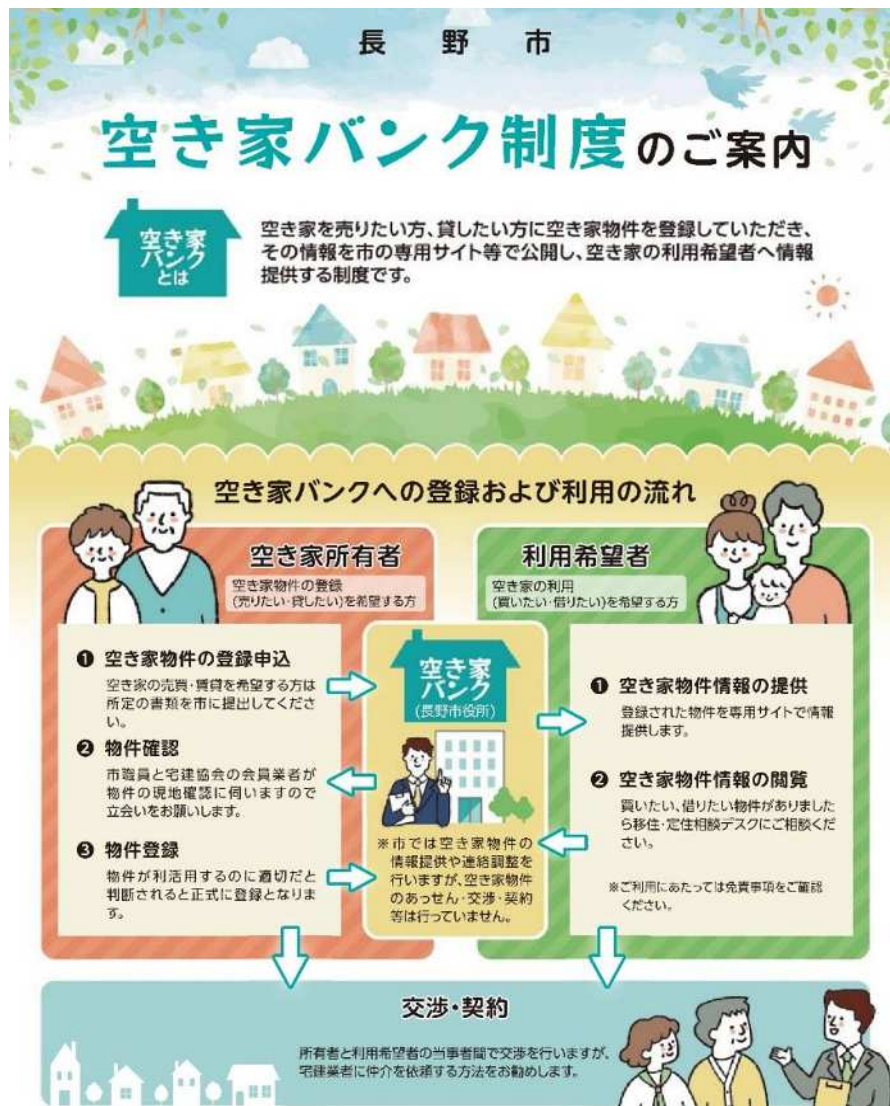 長野市
空き家バンク制度のご案内
空き家
バンク
とは
空き家を売りたい方、貸したい方に空き家物件を登録していただき、
その情報を市の専用サイト等で公開し、空き家の利用希望者へ情報
提供する制度です。
空き家バンクへの登録および利用の流れ
空き家所有者
空き家物件の登録
(売りたい・貸したい)を希望する方
❶ 空き家物件の登録申込
空き家の売買・賃貸を希望する方は
所定の書類を市に提出してくださ
い。
❷ 物件確認
市職員と宅建協会の会員業者が
物件の現地確認に伺いますので
立会いをお願いします。
❸ 物件登録
物件が利活用するのに適切だと
判断されると正式に登録となりま
す。
空き家
バンク
(長野市役所)
※市では空き家物件の
情報提供や連絡調整を
行いますが、空き家物件
のあっせん・交渉・契約
等は行っていません。
利用希望者
空き家の利用
(買いたい・借りたい)を希望する方
❶ 空き家物件情報の提供
登録された物件を専用サイトで情報
提供します。
❷ 空き家物件情報の閲覧
買いたい、借りたい物件がありました
ら移住・定住相談デスクにご相談くだ
さい。
※ご利用にあたっては免責事項をご確認
ください。
交渉・契約
所有者と利用希望者の当事者間で交渉を行いますが、
宅建業者に仲介を依頼する方法をお勧めします。